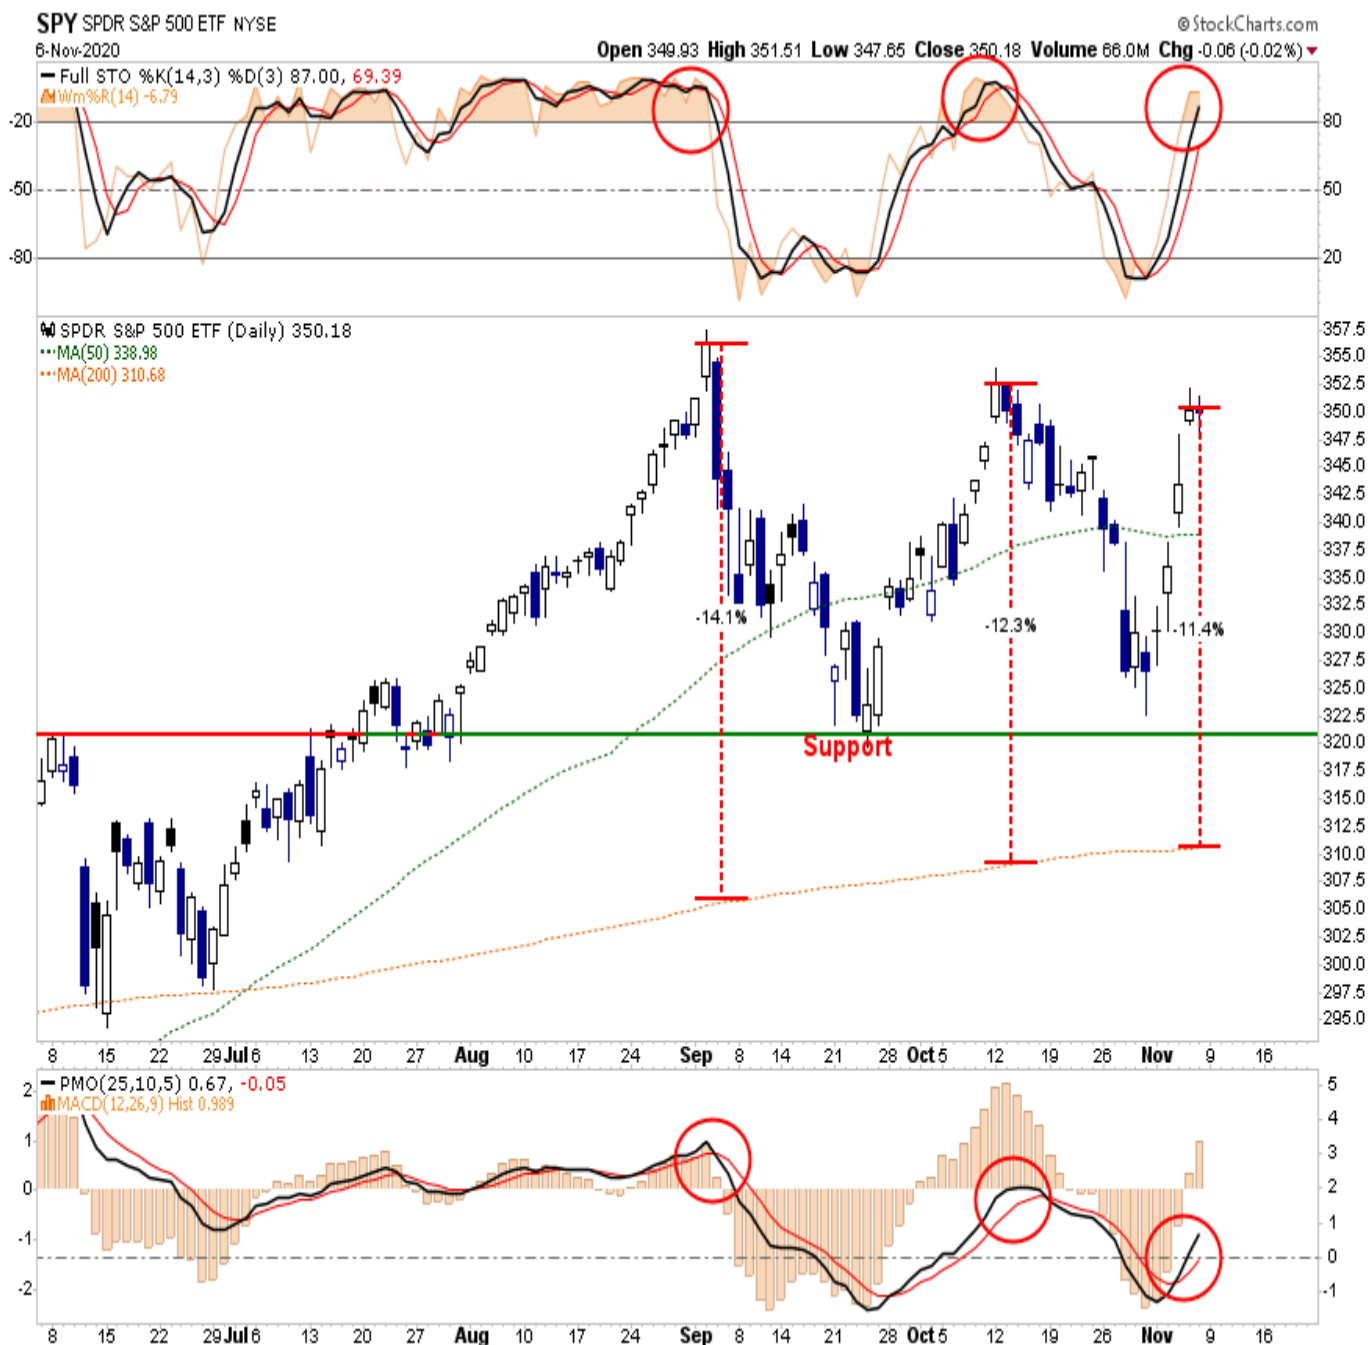 SPY SPDR S&P 500 ETF NYSE © StockCharts.com
6-Nov-2020 Open 349.93 High 351.51 Low 347.65 Close 350.18 Volume 66.0M Chg -0.06 (-0.02%)
Full STO %K(14,3) %D(3) 87.00, 69.39
Wm%R(14) -6.79
-20 80
-50 50
-80 20
SPDR S&P 500 ETF (Daily) 350.18
MA(50) 338.98
MA(200) 310.68
357.5
355.0
352.5
350.0
347.5
345.0
342.5
340.0
337.5
335.0
332.5
-14.1% -12.3% -11.4%
330.0
327.5
325.0
322.5
Support
320.0
317.5
315.0
312.5
310.0
307.5
305.0
302.5
300.0
297.5
295.0
8 15 22 29 Jul 6 13 20 27 Aug 10 17 24 Sep 8 14 21 28 Oct 12 19 26 Nov 9 16
PMO(25,10,5) 0.67, -0.05
MACD(12,26,9) Hist 0.989
2 5
4
1 3
0 2
1
-1 0
-2 -1
8 15 22 29 Jul 6 13 20 27 Aug 10 17 24 Sep 8 14 21 28 Oct 12 19 26 Nov 9 16